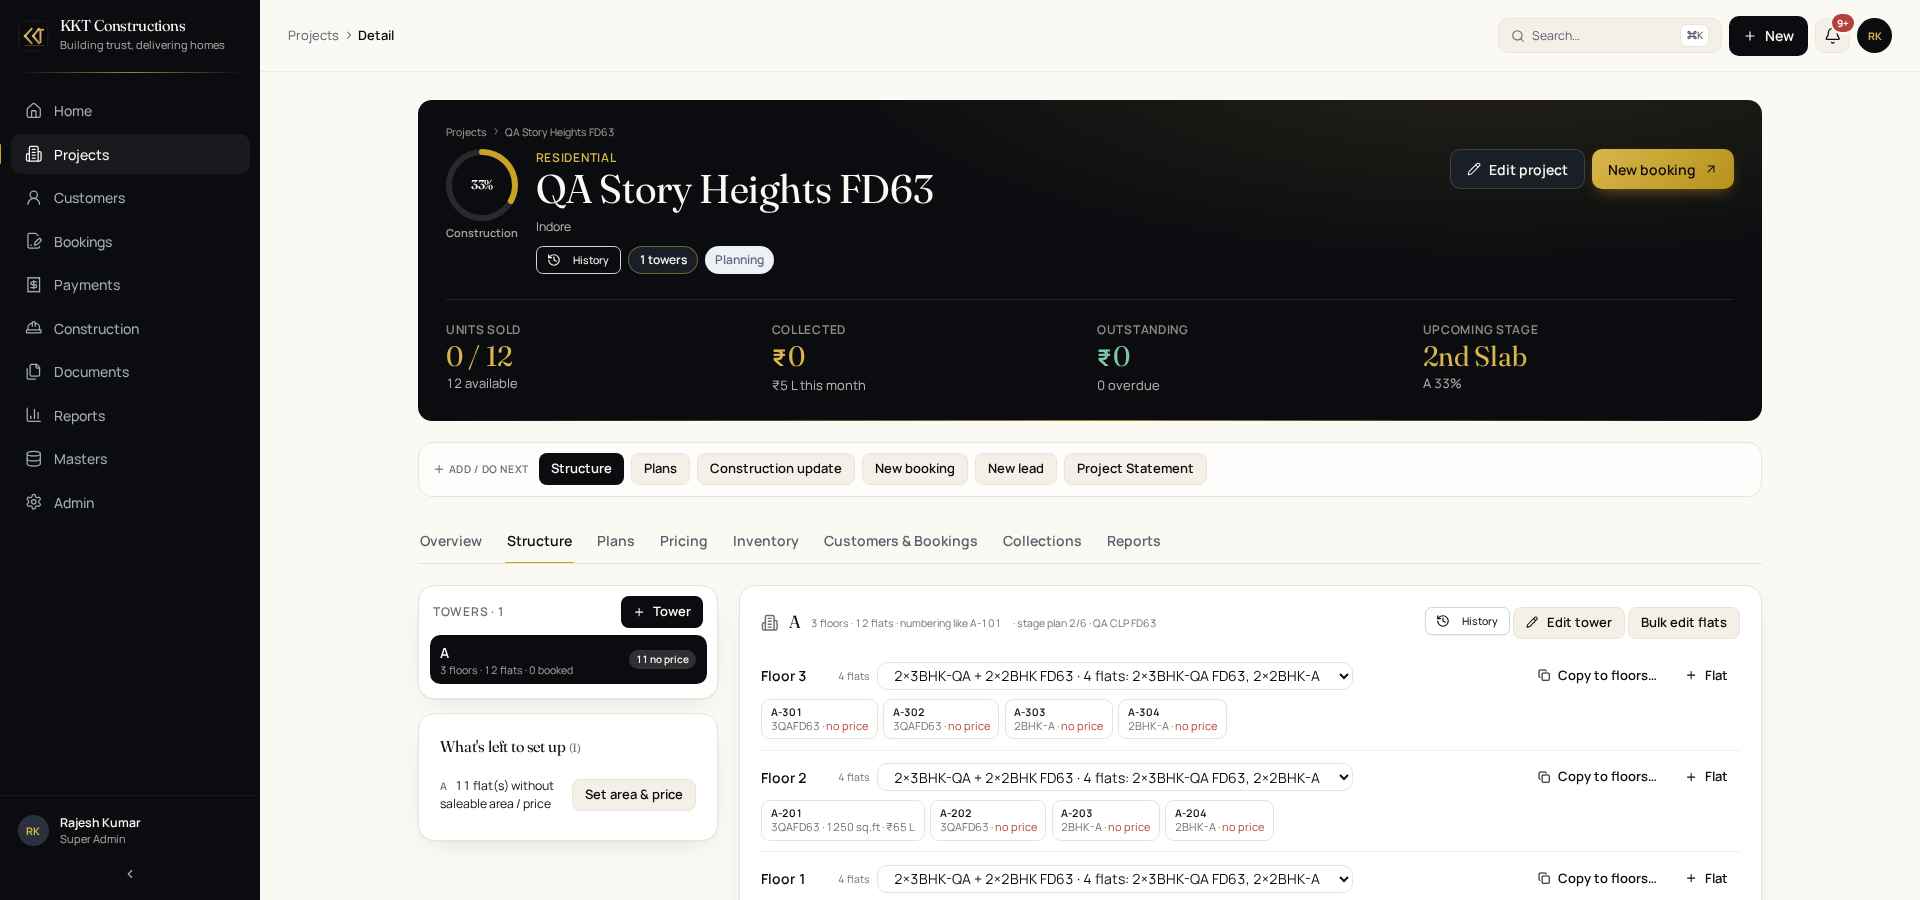 KKT Constructions
Building trust, delivering homes
Home
Projects
Customers
Bookings
Payments
Construction
Documents
Reports
Masters
Admin
RK
Rajesh Kumar
Super Admin
Projects > Detail
Search...
⌘K
+ New
9+
RK
Projects > QA Story Heights FD63
33%
Construction
RESIDENTIAL
QA Story Heights FD63
Indore
History
1 towers
Planning
Edit project
New booking
UNITS SOLD
0 / 12
12 available
COLLECTED
₹0
₹5 L this month
OUTSTANDING
₹0
0 overdue
UPCOMING STAGE
2nd Slab
A 33%
+ ADD / DO NEXT
Structure
Plans
Construction update
New booking
New lead
Project Statement
Overview
Structure
Plans
Pricing
Inventory
Customers & Bookings
Collections
Reports
TOWERS · 1
+ Tower
A
3 floors · 12 flats · 0 booked
11 no price
What's left to set up (1)
A 11 flat(s) without
saleable area / price
Set area & price
A 3 floors · 12 flats · numbering like A-101 · stage plan 2/6 · QA CLP FD63
History
Edit tower
Bulk edit flats
Floor 3
4 flats
2×3BHK-QA + 2×2BHK FD63 · 4 flats: 2×3BHK-QA FD63, 2×2BHK-A
Copy to floors...
+ Flat
A-301
3QAFD63 · no price
A-302
3QAFD63 · no price
A-303
2BHK-A · no price
A-304
2BHK-A · no price
Floor 2
4 flats
2×3BHK-QA + 2×2BHK FD63 · 4 flats: 2×3BHK-QA FD63, 2×2BHK-A
Copy to floors...
+ Flat
A-201
3QAFD63 · 1250 sq.ft · ₹65 L
A-202
3QAFD63 · no price
A-203
2BHK-A · no price
A-204
2BHK-A · no price
Floor 1
4 flats
2×3BHK-QA + 2×2BHK FD63 · 4 flats: 2×3BHK-QA FD63, 2×2BHK-A
Copy to floors...
+ Flat